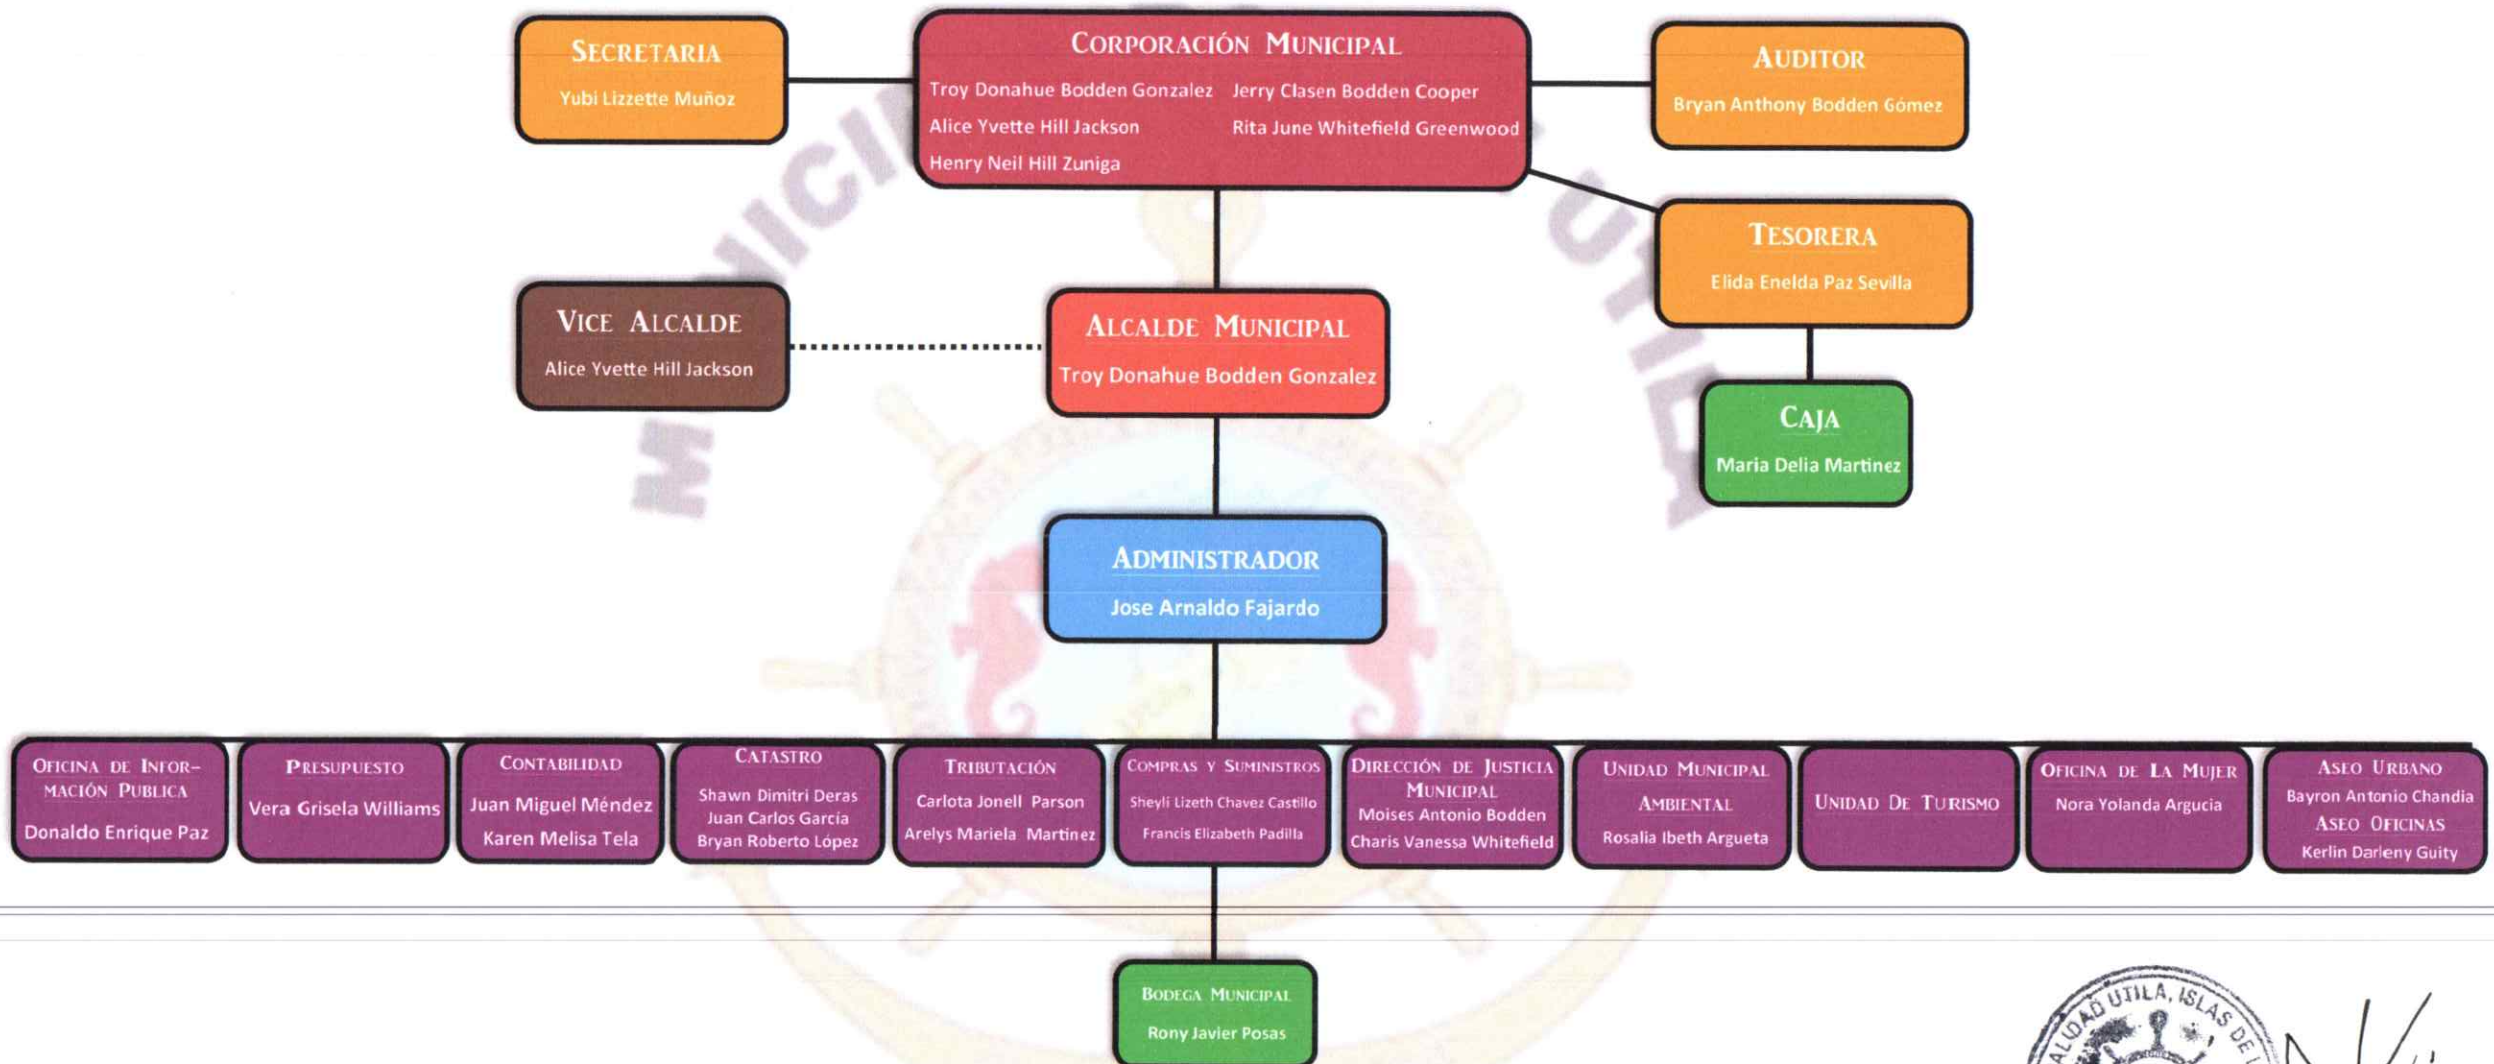 SECRETARIA
Yubi Lizzette Muñoz
CORPORACIÓN MUNICIPAL
Troy Donahue Bodden Gonzalez Jerry Clasen Bodden Cooper
Alice Yvette Hill Jackson Rita June Whitefield Greenwood
Henry Neil Hill Zuniga
AUDITOR
Bryan Anthony Bodden Gómez
TESORERA
Elida Enelda Paz Sevilla
VICE ALCALDE
Alice Yvette Hill Jackson
ALCALDE MUNICIPAL
Troy Donahue Bodden Gonzalez
CAJA
Maria Delia Martinez
ADMINISTRADOR
Jose Arnaldo Fajardo
OFICINA DE INFOR-
MACIÓN PUBLICA
Donaldo Enrique Paz
PRESUPUESTO
Vera Grisela Williams
CONTABILIDAD
Juan Miguel Méndez
Karen Melisa Tela
CATASTRO
Shawn Dimitri Deras
Juan Carlos García
Bryan Roberto López
TRIBUTACIÓN
Carlota Jonell Parson
Arelys Mariela Martinez
COMPRAS Y SUMINISTROS
Sheyli Lizeth Chavez Castillo
Francis Elizabeth Padilla
DIRECCIÓN DE JUSTICIA
MUNICIPAL
Moises Antonio Bodden
Charis Vanessa Whitefield
UNIDAD MUNICIPAL
AMBIENTAL
Rosalia Ibeth Argueta
UNIDAD DE TURISMO
OFICINA DE LA MUJER
Nora Yolanda Argucia
ASEO URBANO
Bayron Antonio Chandia
ASEO OFICINAS
Kerlin Darleny Guity
BODEGA MUNICIPAL
Rony Javier Posas
UTILA, ISLAS DE